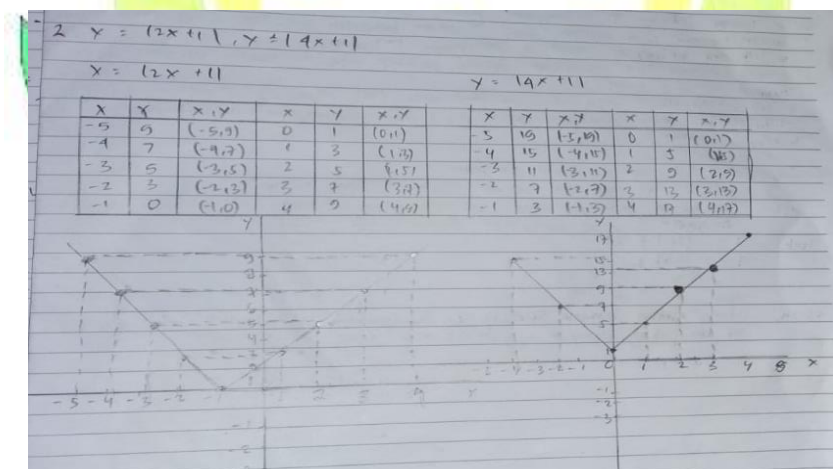 2 y = |2x +1|, y = |4x +1|
y = |2x +1| y = |4x +1|
x y x,y x y x,y x y x,y x y x,y
-5 9 (-5,9) 0 1 (0,1) -5 19 (-5,19) 0 1 (0,1)
-4 7 (-4,7) 1 3 (1,3) -4 15 (-4,15) 1 5
-3 5 (-3,5) 2 5 -3 11 (-3,11) 2 9 (2,9)
-2 3 (-2,3) 3 7 (3,7) -2 7 (-2,7) 3 13 (3,13)
-1 0 (-1,0) 4 9 -1 3 (-1,3) 4 17 (4,17)
y y
17
9 15
8 13
9
7
5 5
4
1
-5 -4 -3 -2 -1 2 -4 -3 -2 -1 0 1 2 3 4 x
-1 -1
-2 -2
-3